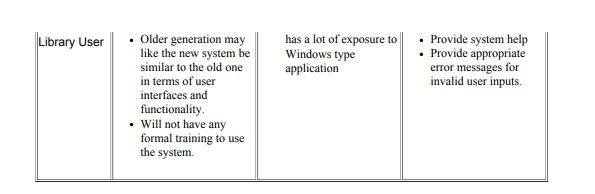 Library User
• Older generation may
like the new system be
similar to the old one
in terms of user
interfaces and
functionality.
• Will not have any
formal training to use
the system.
has a lot of exposure to
Windows type
application
• Provide system help
• Provide appropriate
error messages for
invalid user inputs.